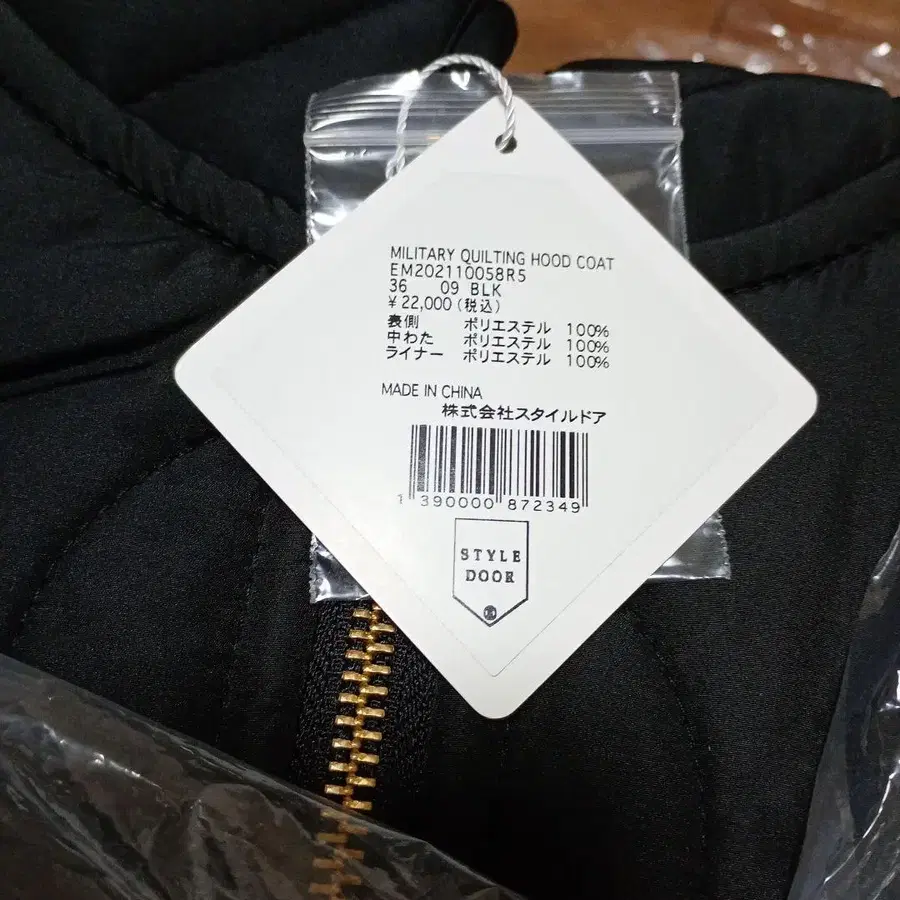 MILITARY QUILTING HOOD COAT
EM202110058R5
36 09 BLK
¥22,000(税込)
表側 ポリエステル 100%
中わた ポリエステル 100%
ライナー ポリエステル 100%
MADE IN CHINA
株式会社スタイルドア
1 390000 872349
STYLE
DOOR